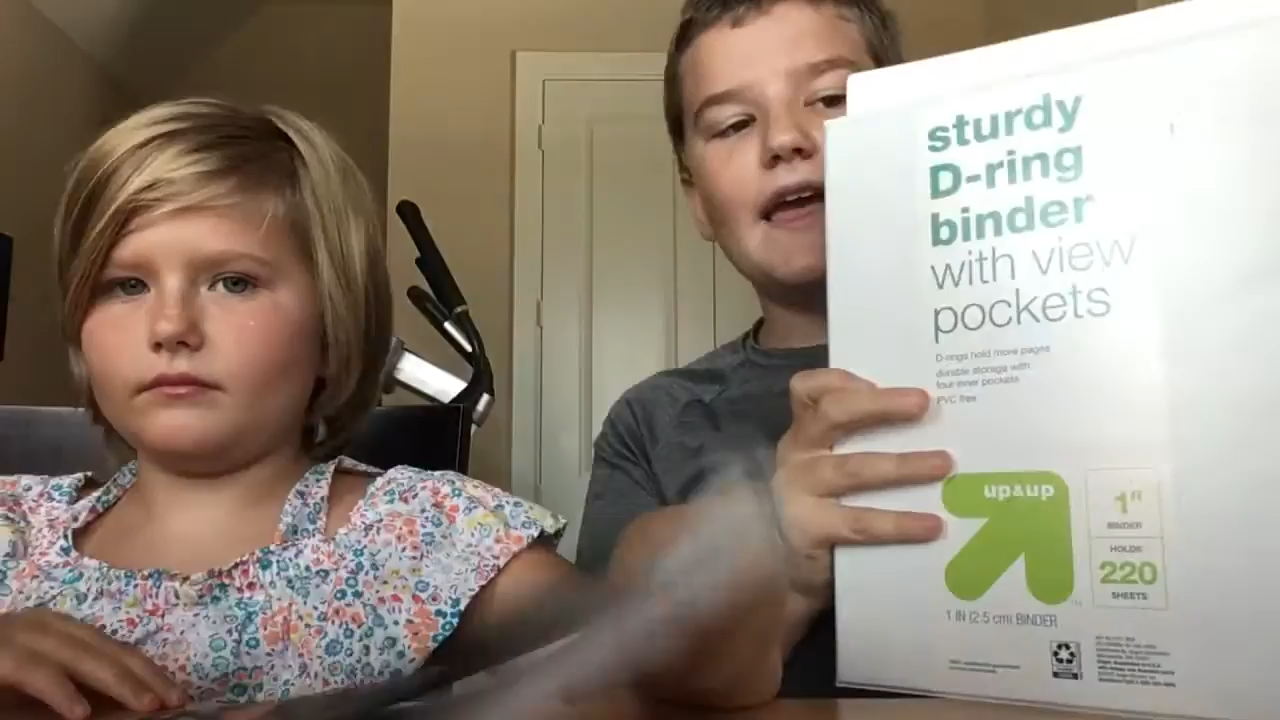 sturdy
D-ring
binder
with view
pockets
D-rings hold more pages
durable storage with
four inner pockets
PVC free
up&up
1"
BINDER
HOLDS
220
SHEETS
1 IN (2.5 cm) BINDER